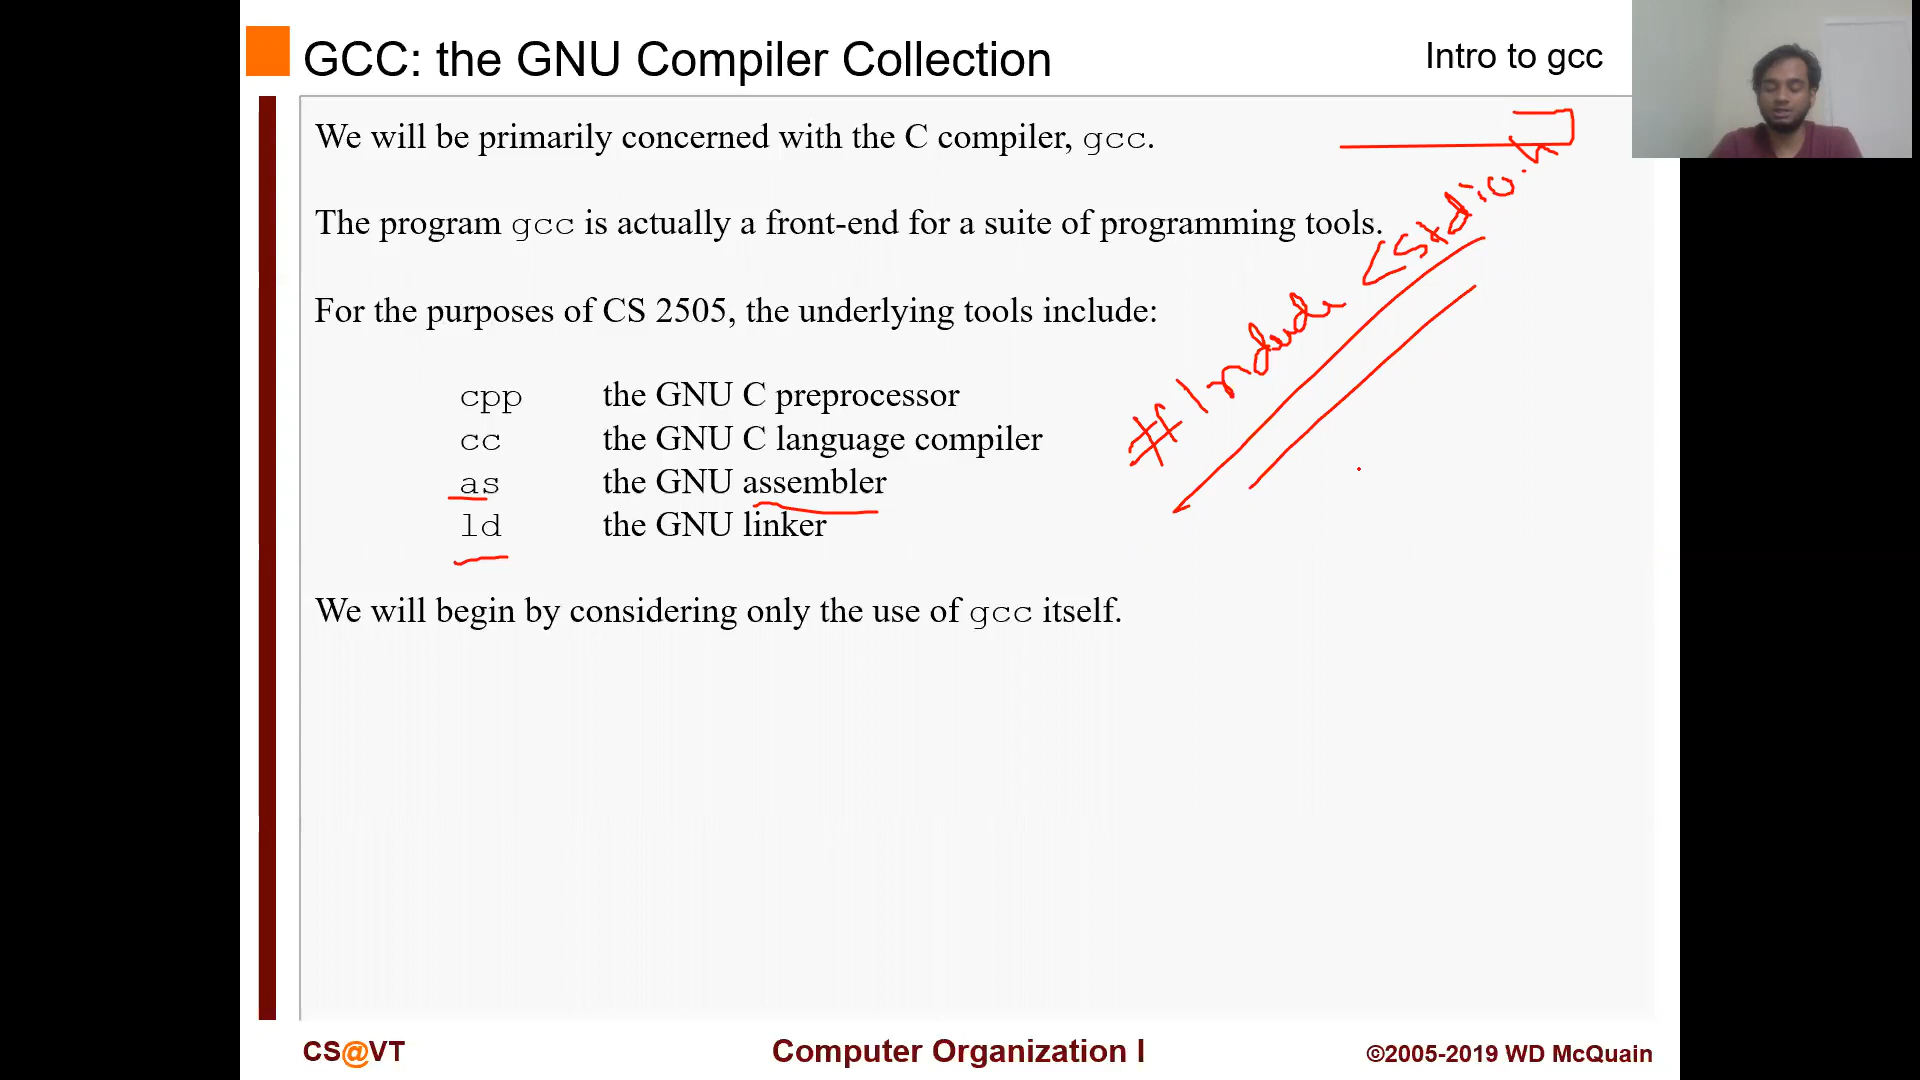 GCC: the GNU Compiler Collection
Intro to gcc
We will be primarily concerned with the C compiler, gcc.
The program gcc is actually a front-end for a suite of programming tools.
For the purposes of CS 2505, the underlying tools include:
cpp the GNU C preprocessor
cc the GNU C language compiler
as the GNU assembler
ld the GNU linker
#Include <stdio.h
We will begin by considering only the use of gcc itself.
CS@VT
Computer Organization I
©2005-2019 WD McQuain